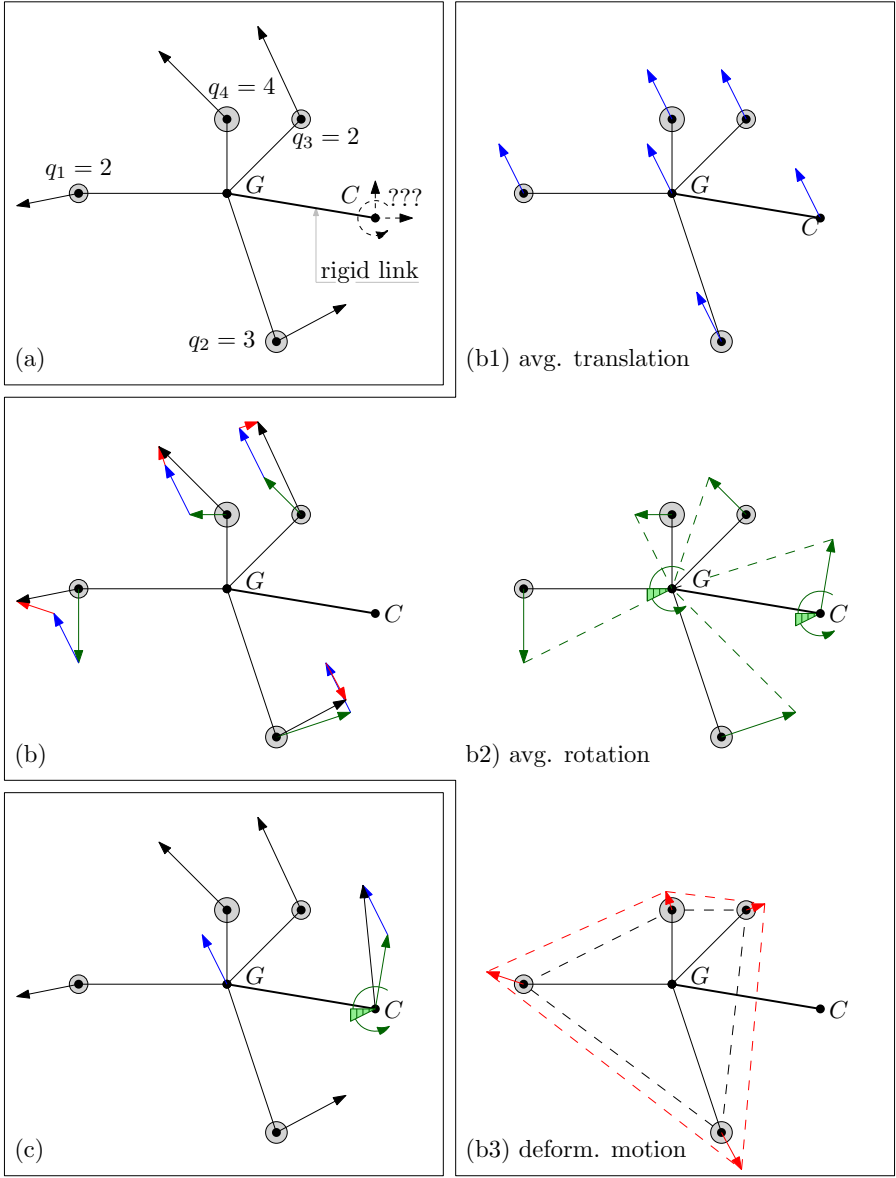 q₄ = 4
q₃ = 2
q₁ = 2
G
C
???
rigid link
q₂ = 3
(a)
G
C
(b1) avg. translation
G
C
(b)
G
C
b2) avg. rotation
G
C
(c)
G
C
(b3) deform. motion